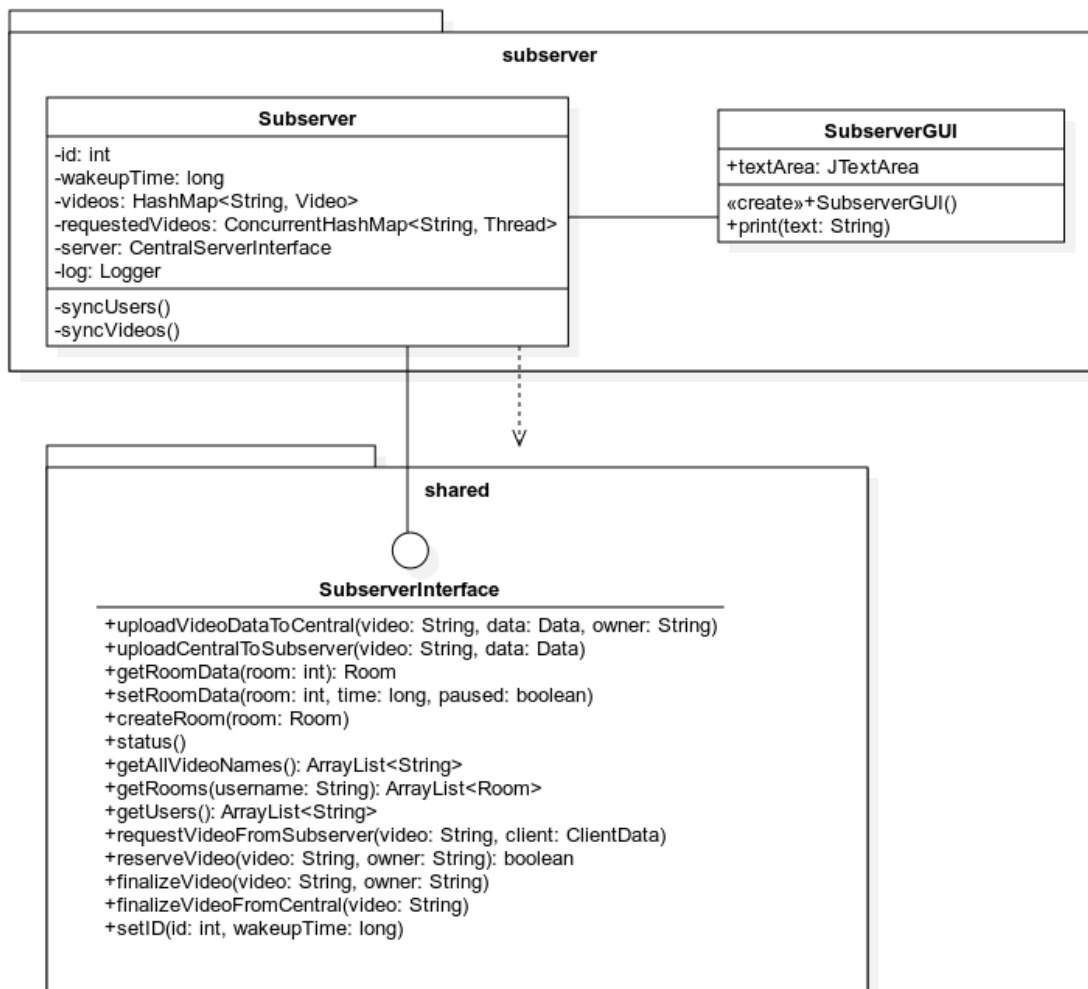 subserver
Subserver
-id: int
-wakeupTime: long
-videos: HashMap<String, Video>
-requestedVideos: ConcurrentHashMap<String, Thread>
-server: CentralServerInterface
-log: Logger
-syncUsers()
-syncVideos()
SubserverGUI
+textArea: JTextArea
«create»+SubserverGUI()
+print(text: String)
shared
SubserverInterface
+uploadVideoDataToCentral(video: String, data: Data, owner: String)
+uploadCentralToSubserver(video: String, data: Data)
+getRoomData(room: int): Room
+setRoomData(room: int, time: long, paused: boolean)
+createRoom(room: Room)
+status()
+getAllVideoNames(): ArrayList<String>
+getRooms(username: String): ArrayList<Room>
+getUsers(): ArrayList<String>
+requestVideoFromSubserver(video: String, client: ClientData)
+reserveVideo(video: String, owner: String): boolean
+finalizeVideo(video: String, owner: String)
+finalizeVideoFromCentral(video: String)
+setID(id: int, wakeupTime: long)